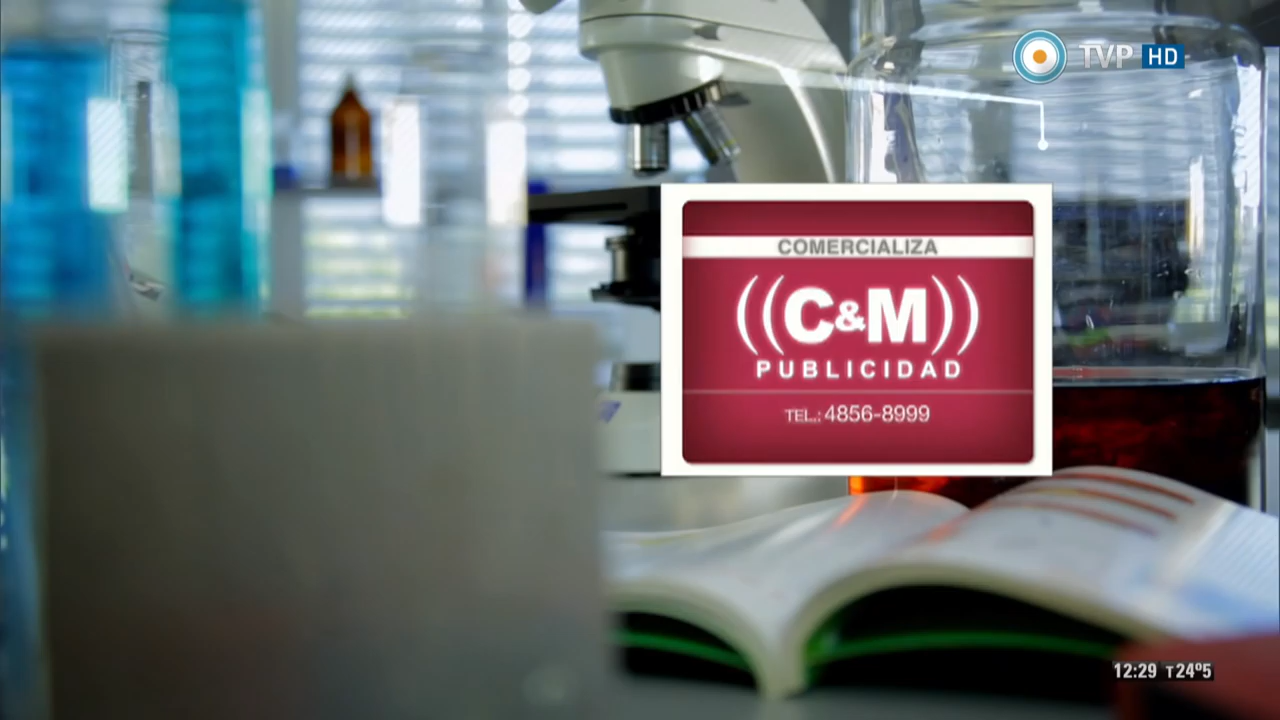 TVP HD
COMERCIALIZA
((C&M))
PUBLICIDAD
TEL.: 4856-8999
12:29 T24º5